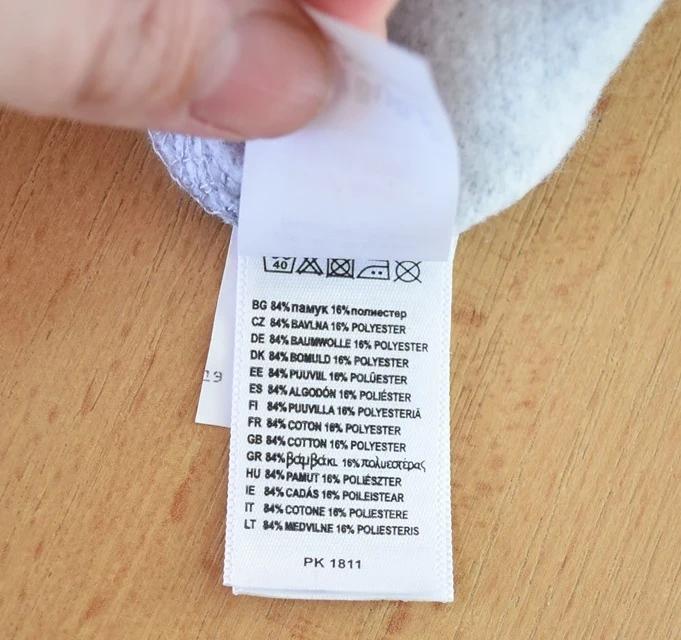 40
BG 84% памук 16% полиестер
CZ 84% BAVLNA 16% POLYESTER
DE 84% BAUMWOLLE 16% POLYESTER
DK 84% BOMULD 16% POLYESTER
EE 84% PUUVIIL 16% POLÜESTER
ES 84% ALGODÓN 16% POLIÉSTER
FI 84% PUUVILLA 16% POLYESTERIÄ
FR 84% COTON 16% POLYESTER
GB 84% COTTON 16% POLYESTER
GR 84% βάμβάκι 16% πολυεστέρας
HU 84% PAMUT 16% POLIÉSZTER
IE 84% CADÁS 16% POILEISTEAR
IT 84% COTONE 16% POLIESTERE
LT 84% MEDVILNE 16% POLIESTERIS
PK 1811